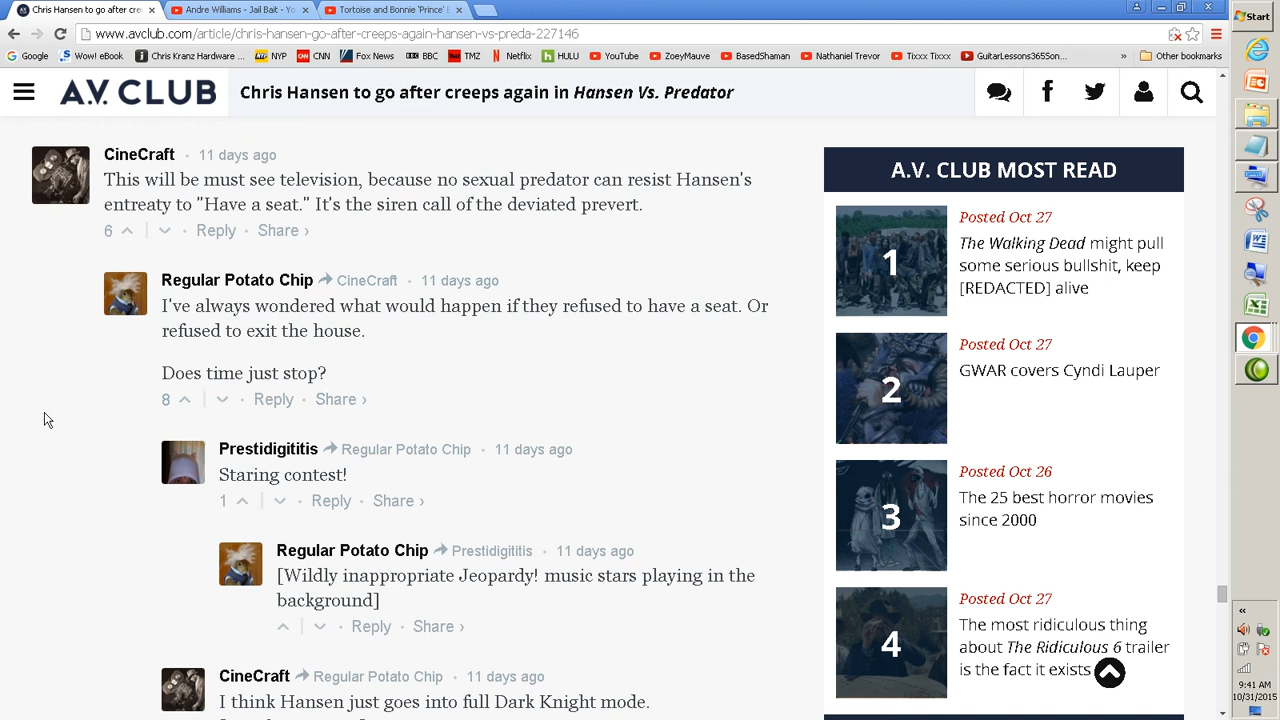 Chris Hansen to go after c
Andre Williams - Jail Bait - Yo
Tortoise and Bonnie 'Prince' E
www.avclub.com/article/chris-hansen-go-after-creeps-again-hansen-vs-pred-227146
Google
Wow! eBook
Chris Kranz Hardware
NYP
CNN
Fox News
BBC
TMZ
Netflix
HULU
YouTube
ZoeyMauve
BasedShaman
Nathaniel Trevor
Tixxx Tixxx
GuitarLessons365Son...
»
Other bookmarks
A.V. CLUB
Chris Hansen to go after creeps again in Hansen Vs. Predator
CineCraft • 11 days ago
This will be must see television, because no sexual predator can resist Hansen's
entreaty to "Have a seat." It's the siren call of the deviated prevert.
6 • Reply • Share ›
Regular Potato Chip CineCraft • 11 days ago
I've always wondered what would happen if they refused to have a seat. Or
refused to exit the house.
Does time just stop?
8 • Reply • Share ›
Prestidigititis Regular Potato Chip • 11 days ago
Staring contest!
1 • Reply • Share ›
Regular Potato Chip Prestidigititis • 11 days ago
[Wildly inappropriate Jeopardy! music stars playing in the
background]
• Reply • Share ›
CineCraft Regular Potato Chip • 11 days ago
I think Hansen just goes into full Dark Knight mode.
A.V. CLUB MOST READ
1
Posted Oct 27
The Walking Dead might pull
some serious bullshit, keep
[REDACTED] alive
2
Posted Oct 27
GWAR covers Cyndi Lauper
3
Posted Oct 26
The 25 best horror movies
since 2000
4
Posted Oct 27
The most ridiculous thing
about The Ridiculous 6 trailer
is the fact it exists
Start
«
9:41 AM
10/31/2015